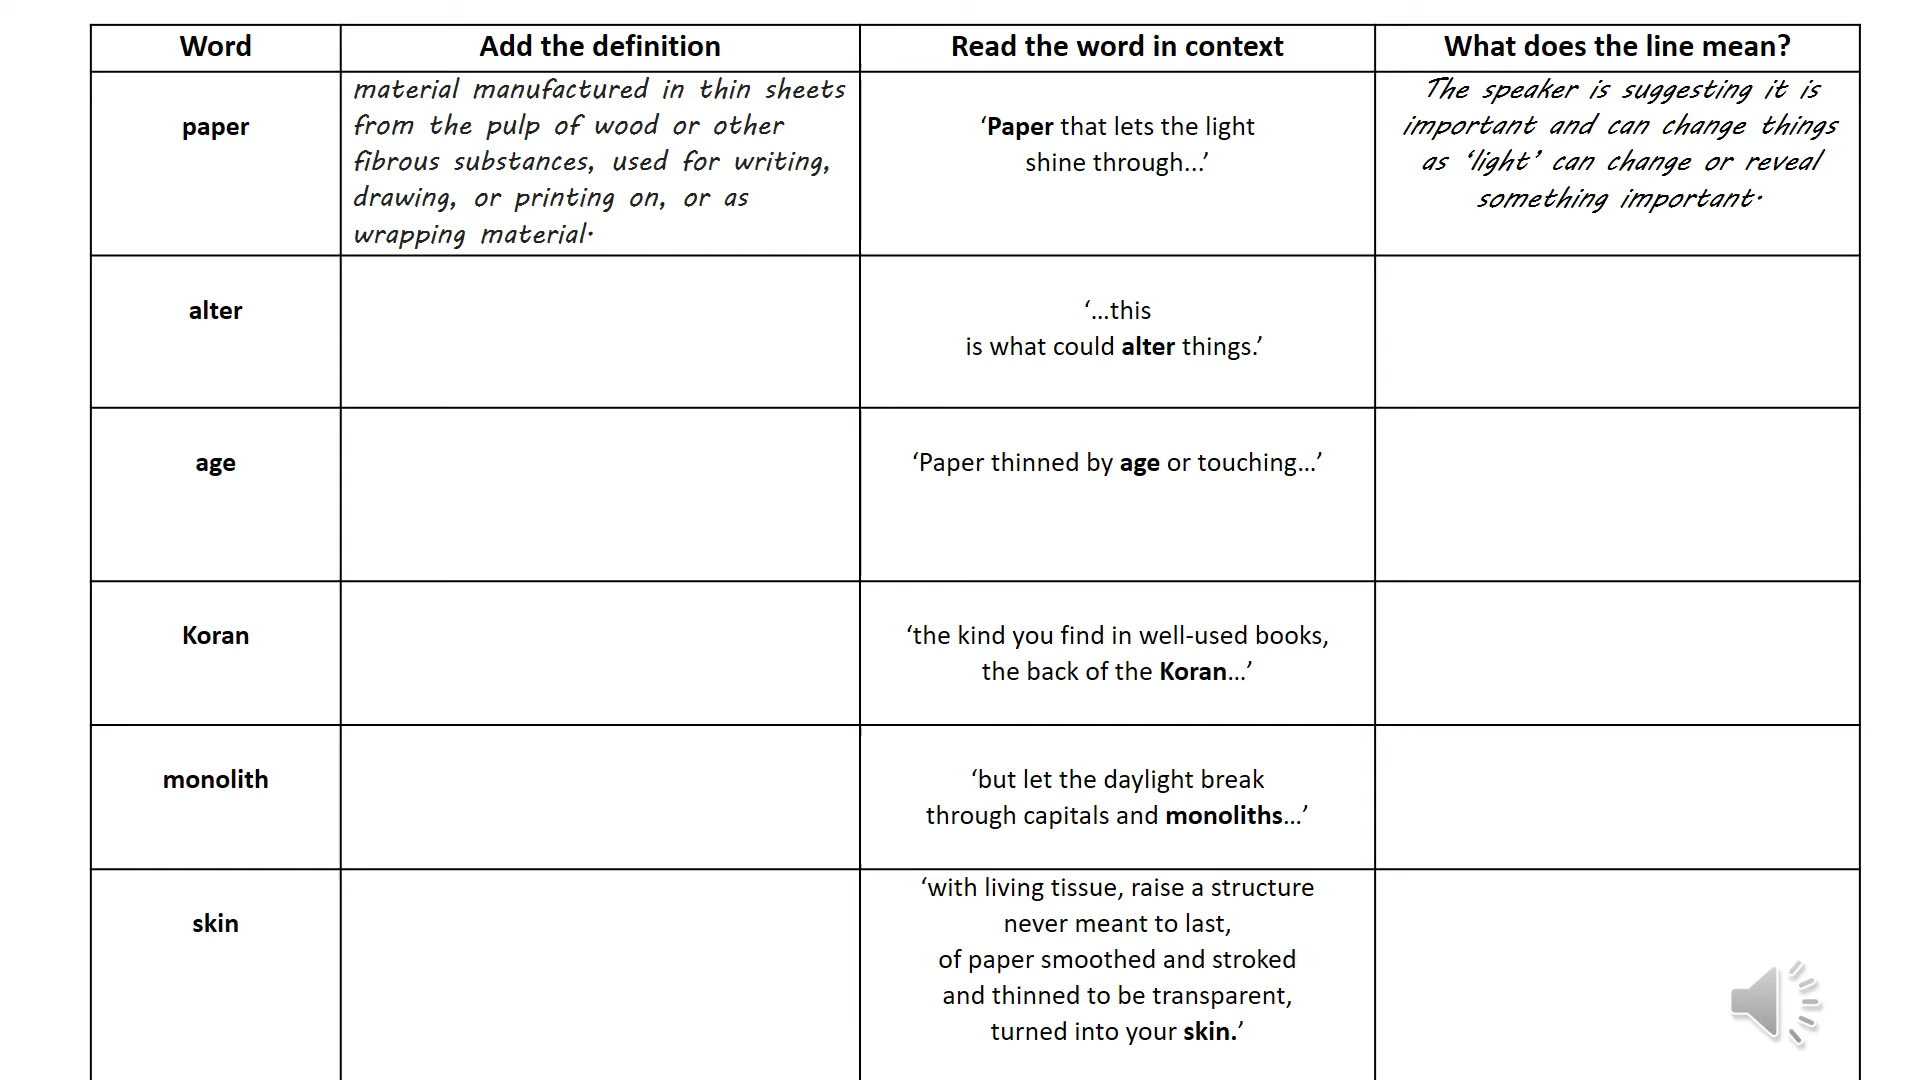 Word Add the definition Read the word in context What does the line mean?
paper
material manufactured in thin sheets
from the pulp of wood or other
fibrous substances, used for writing,
drawing, or printing on, or as
wrapping material.
‘Paper that lets the light
shine through...’
The speaker is suggesting it is
important and can change things
as ‘light’ can change or reveal
something important.
alter
‘...this
is what could alter things.’
age
‘Paper thinned by age or touching...’
Koran
‘the kind you find in well-used books,
the back of the Koran...’
monolith
‘but let the daylight break
through capitals and monoliths...’
skin
‘with living tissue, raise a structure
never meant to last,
of paper smoothed and stroked
and thinned to be transparent,
turned into your skin.’